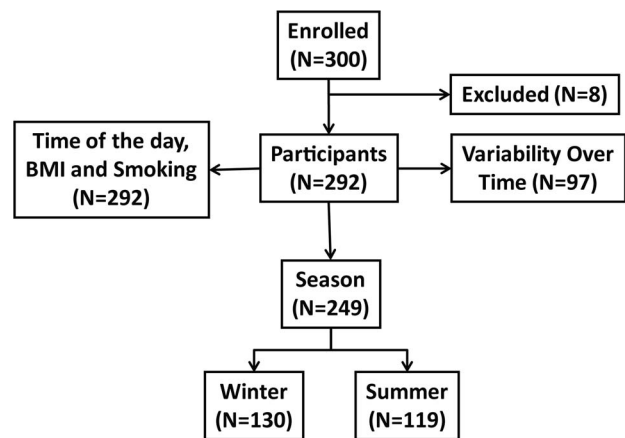 Enrolled
(N=300)
Excluded (N=8)
Time of the day,
BMI and Smoking
(N=292)
Participants
(N=292)
Variability Over
Time (N=97)
Season
(N=249)
Winter
(N=130)
Summer
(N=119)